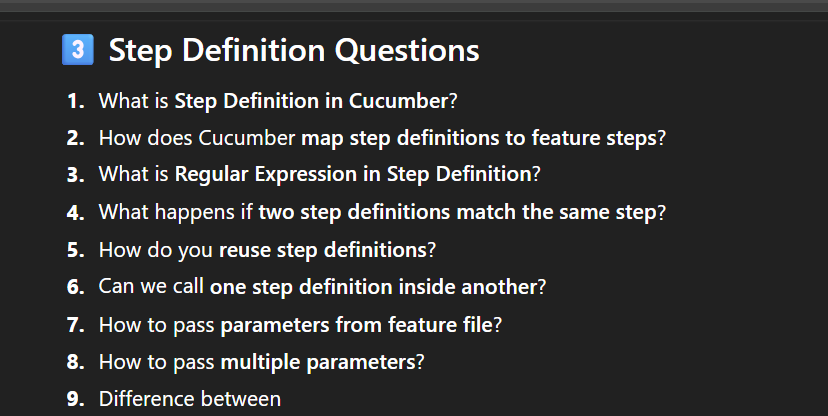 3 Step Definition Questions
1. What is Step Definition in Cucumber?
2. How does Cucumber map step definitions to feature steps?
3. What is Regular Expression in Step Definition?
4. What happens if two step definitions match the same step?
5. How do you reuse step definitions?
6. Can we call one step definition inside another?
7. How to pass parameters from feature file?
8. How to pass multiple parameters?
9. Difference between